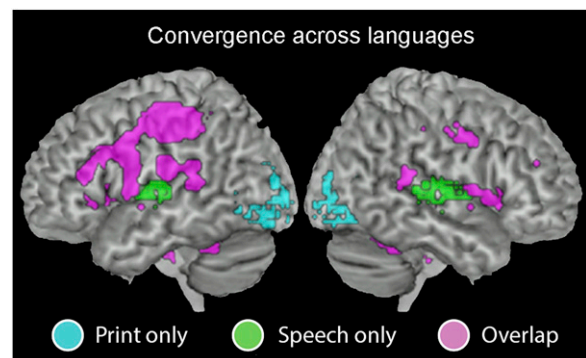 Convergence across languages
Print only
Speech only
Overlap